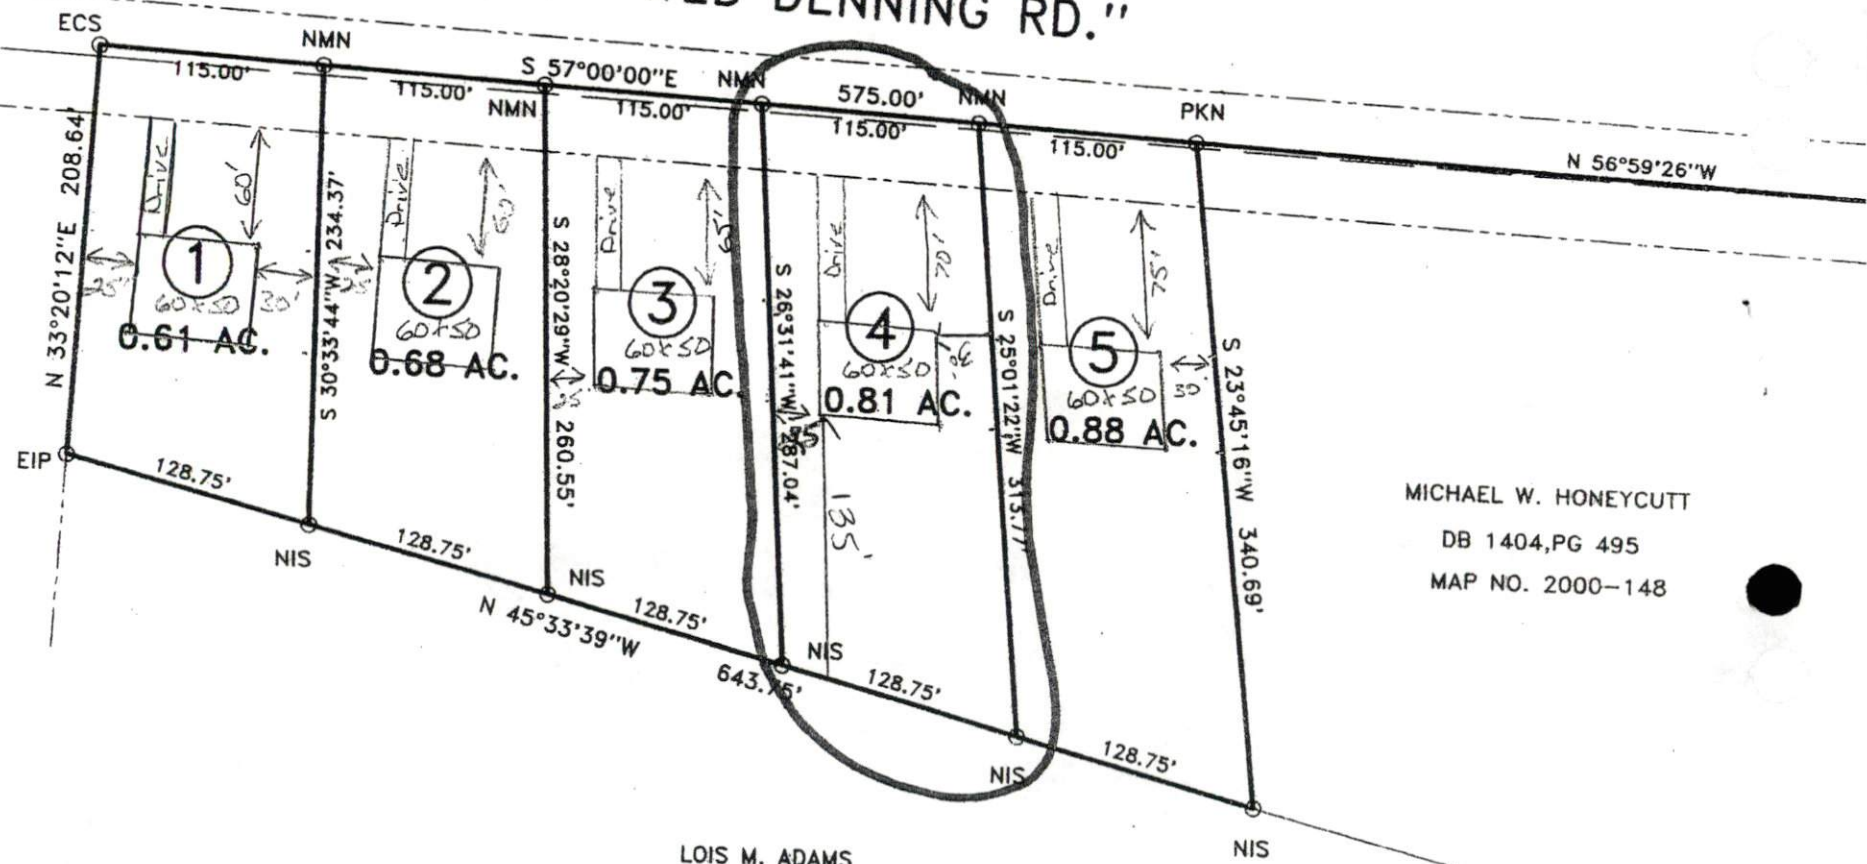 DENNING RD."
ECS
NMN
115.00'
115.00'
S 57°00'00"E
NMN
NMN
115.00'
575.00'
NMN
115.00'
PKN
115.00'
N 56°59'26"W
N 33°20'12"E 208.64'
Drive
60'
1
25'
30'
60x50
0.61 AC.
S 30°33'44"W 234.37'
Drive
2
60x50
0.68 AC.
S 28°20'29"W 260.55'
Drive
65'
3
60x50
0.75 AC.
S 26°31'41"W 287.04'
Drive
70'
4
60x50
30'
0.81 AC.
135'
S 25°01'22"W 313.77'
Drive
75'
5
60x50
30'
0.88 AC.
S 23°45'16"W 340.69'
EIP
128.75'
NIS
128.75'
NIS
N 45°33'39"W
128.75'
643.75'
NIS
128.75'
NIS
128.75'
NIS
MICHAEL W. HONEYCUTT
DB 1404,PG 495
MAP NO. 2000-148
LOIS M. ADAMS